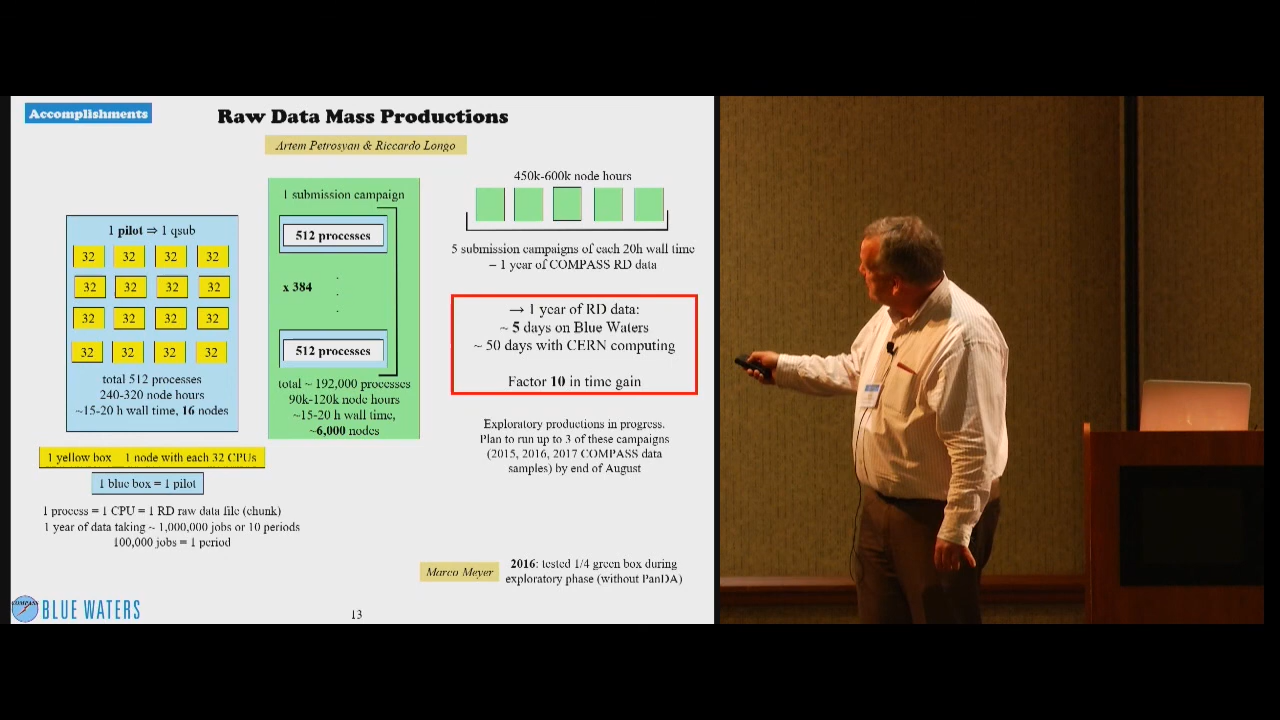 Accomplishments
Raw Data Mass Productions
Artem Petrosyan & Riccardo Longo
1 pilot ⇒ 1 qsub
32 32 32 32
32 32 32 32
32 32 32 32
32 32 32 32
total 512 processes
240-320 node hours
~15-20 h wall time, 16 nodes
1 submission campaign
512 processes
x 384
.
.
.
512 processes
total ~ 192,000 processes
90k-120k node hours
~15-20 h wall time,
~6,000 nodes
450k-600k node hours
5 submission campaigns of each 20h wall time
– 1 year of COMPASS RD data
→ 1 year of RD data:
~ 5 days on Blue Waters
~ 50 days with CERN computing
Factor 10 in time gain
Exploratory productions in progress.
Plan to run up to 3 of these campaigns
(2015, 2016, 2017 COMPASS data
samples) by end of August
1 yellow box 1 node with each 32 CPUs
1 blue box = 1 pilot
1 process = 1 CPU = 1 RD raw data file (chunk)
1 year of data taking ~ 1,000,000 jobs or 10 periods
100,000 jobs = 1 period
Marco Meyer
2016: tested 1/4 green box during
exploratory phase (without PanDA)
COMPASS
BLUE WATERS
13